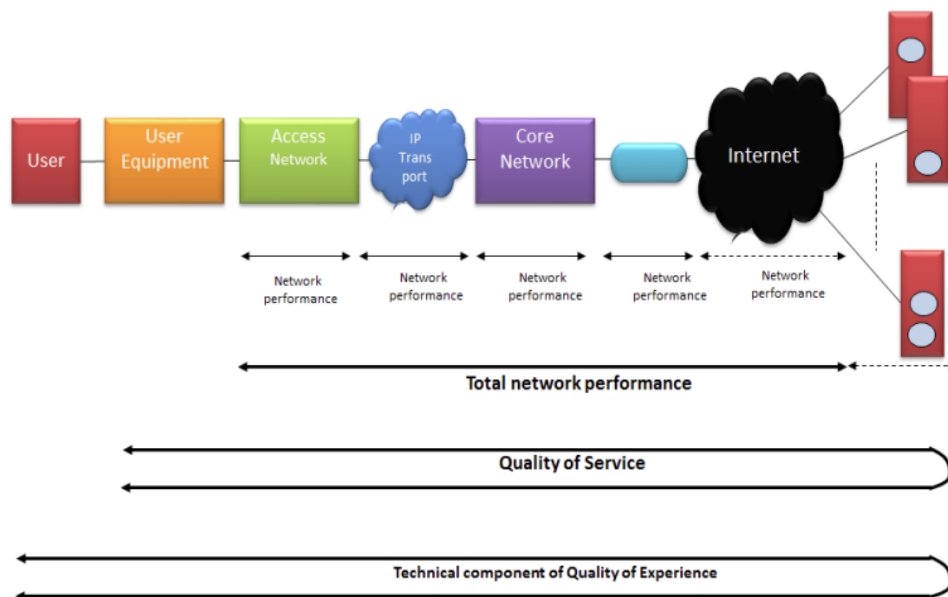 User
User
Equipment
Access
Network
IP
Trans
port
Core
Network
Internet
Network
performance
Network
performance
Network
performance
Network
performance
Network
performance
Total network performance
Quality of Service
Technical component of Quality of Experience